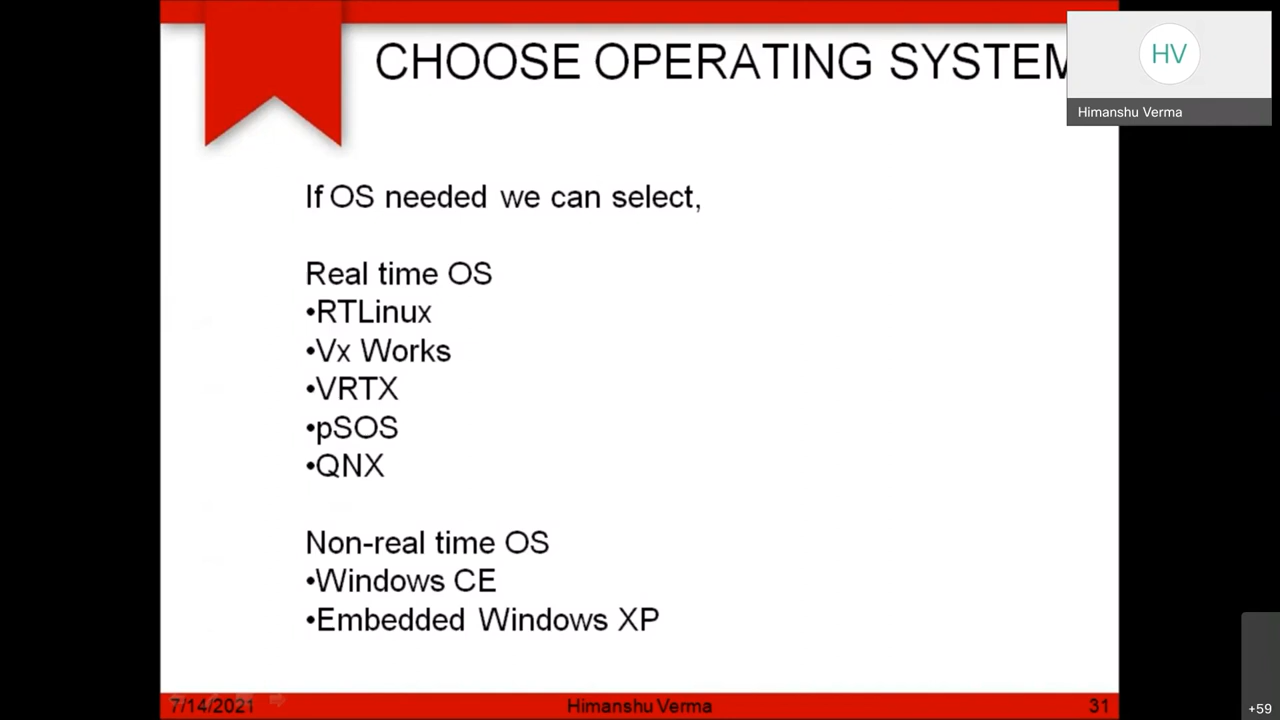 CHOOSE OPERATING SYSTEM
HV
Himanshu Verma
If OS needed we can select,
Real time OS
•RTLinux
•Vx Works
•VRTX
•pSOS
•QNX
Non-real time OS
•Windows CE
•Embedded Windows XP
7/14/2021
Himanshu Verma
31
+59